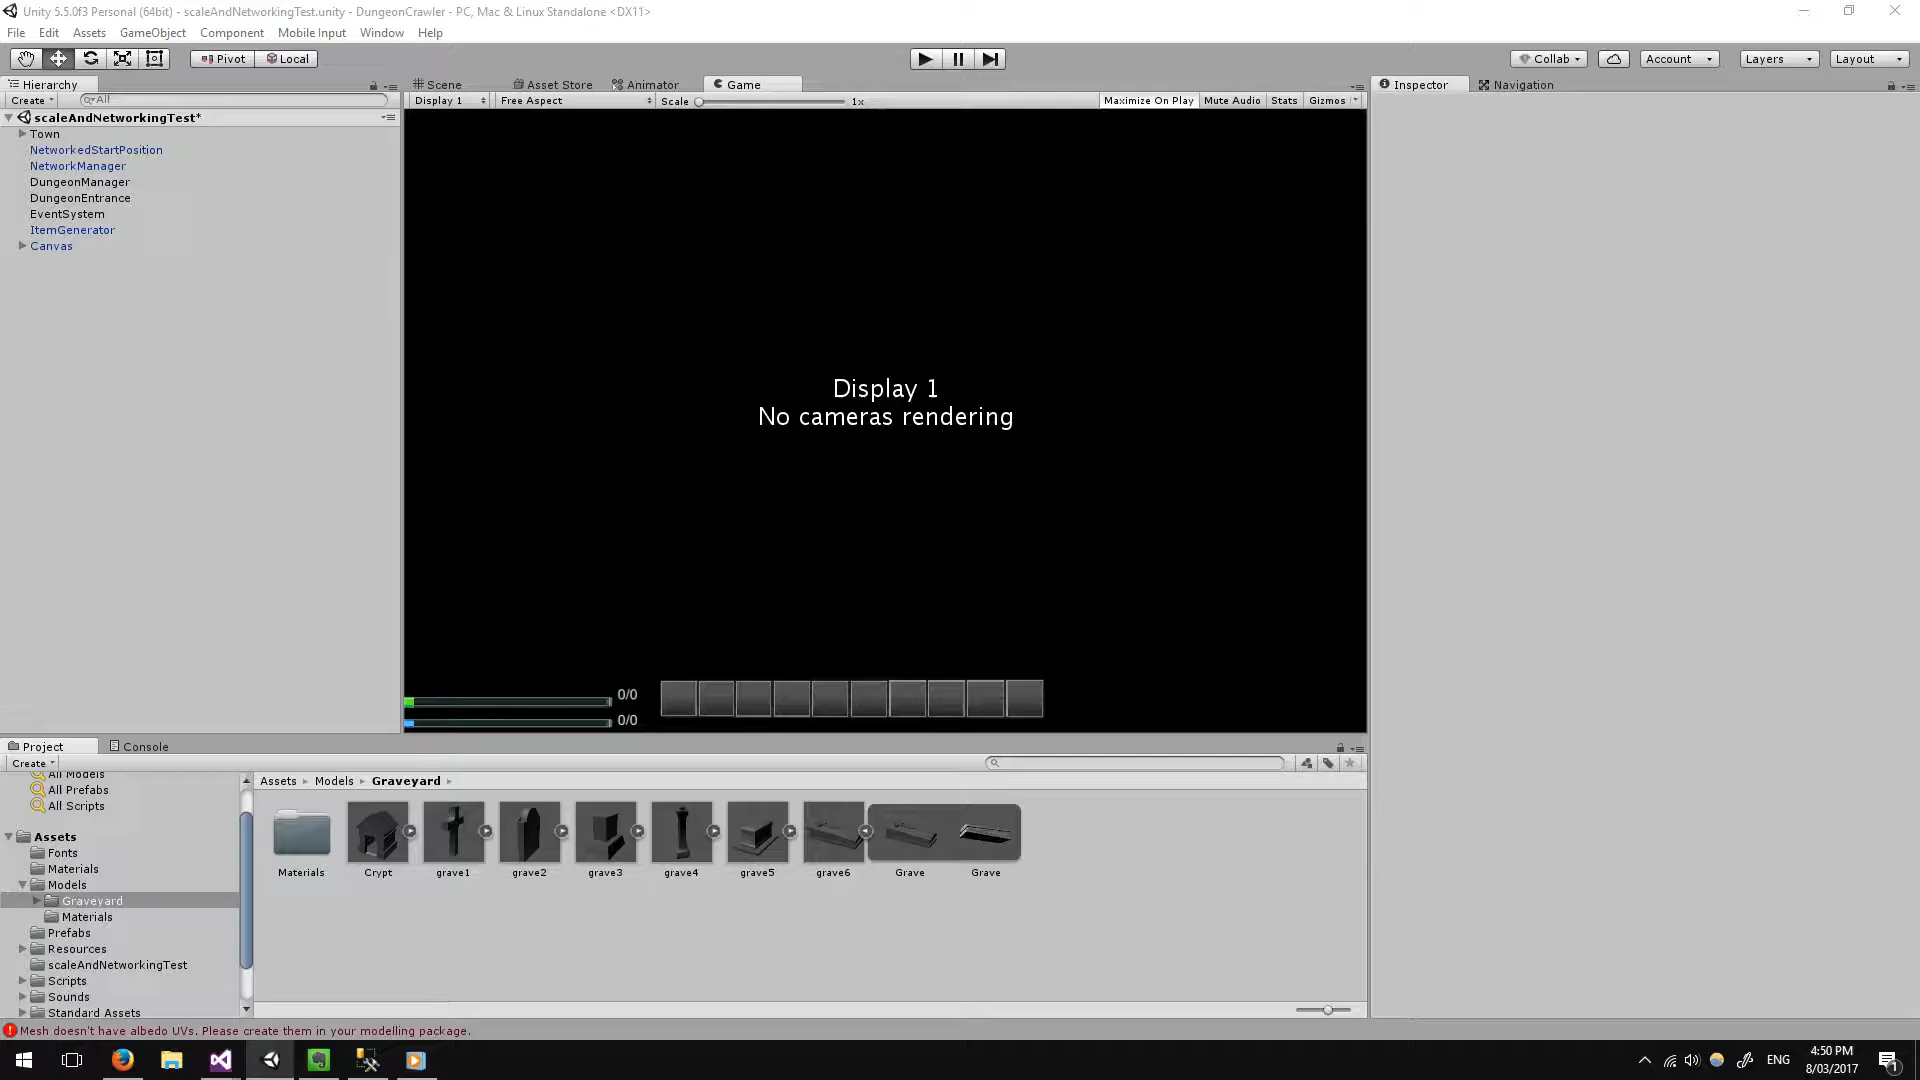 Unity 5.5.0f3 Personal (64bit) - scaleAndNetworkingTest.unity - DungeonCrawler - PC, Mac & Linux Standalone <DX11>
File Edit Assets GameObject Component Mobile Input Window Help
Pivot Local Collab Account Layers Layout
Hierarchy Scene Asset Store Animator Game Inspector Navigation
Create All Display 1 Free Aspect Scale 1x Maximize On Play Mute Audio Stats Gizmos
scaleAndNetworkingTest*
Town
NetworkedStartPosition
NetworkManager
DungeonManager
DungeonEntrance
EventSystem
ItemGenerator
Canvas
Display 1
No cameras rendering
0/0
0/0
Project Console
Create
All Models
All Prefabs
All Scripts
Assets
Fonts
Materials
Models
Graveyard
Materials
Prefabs
Resources
scaleAndNetworkingTest
Scripts
Sounds
Standard Assets
Assets Models Graveyard
Materials Crypt grave1 grave2 grave3 grave4 grave5 grave6 Grave Grave
Mesh doesn't have albedo UVs. Please create them in your modelling package.
ENG
4:50 PM
8/03/2017
1